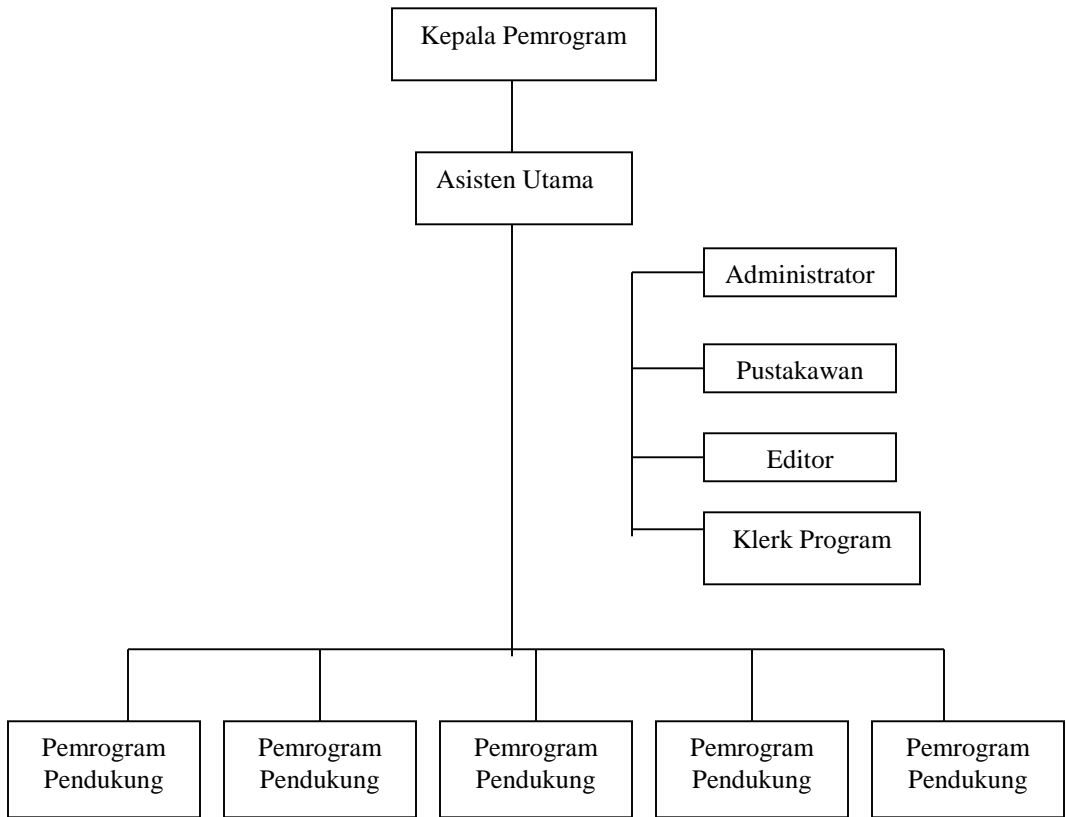 Kepala Pemrogram
Asisten Utama
Administrator
Pustakawan
Editor
Klerk Program
Pemrogram
Pendukung
Pemrogram
Pendukung
Pemrogram
Pendukung
Pemrogram
Pendukung
Pemrogram
Pendukung